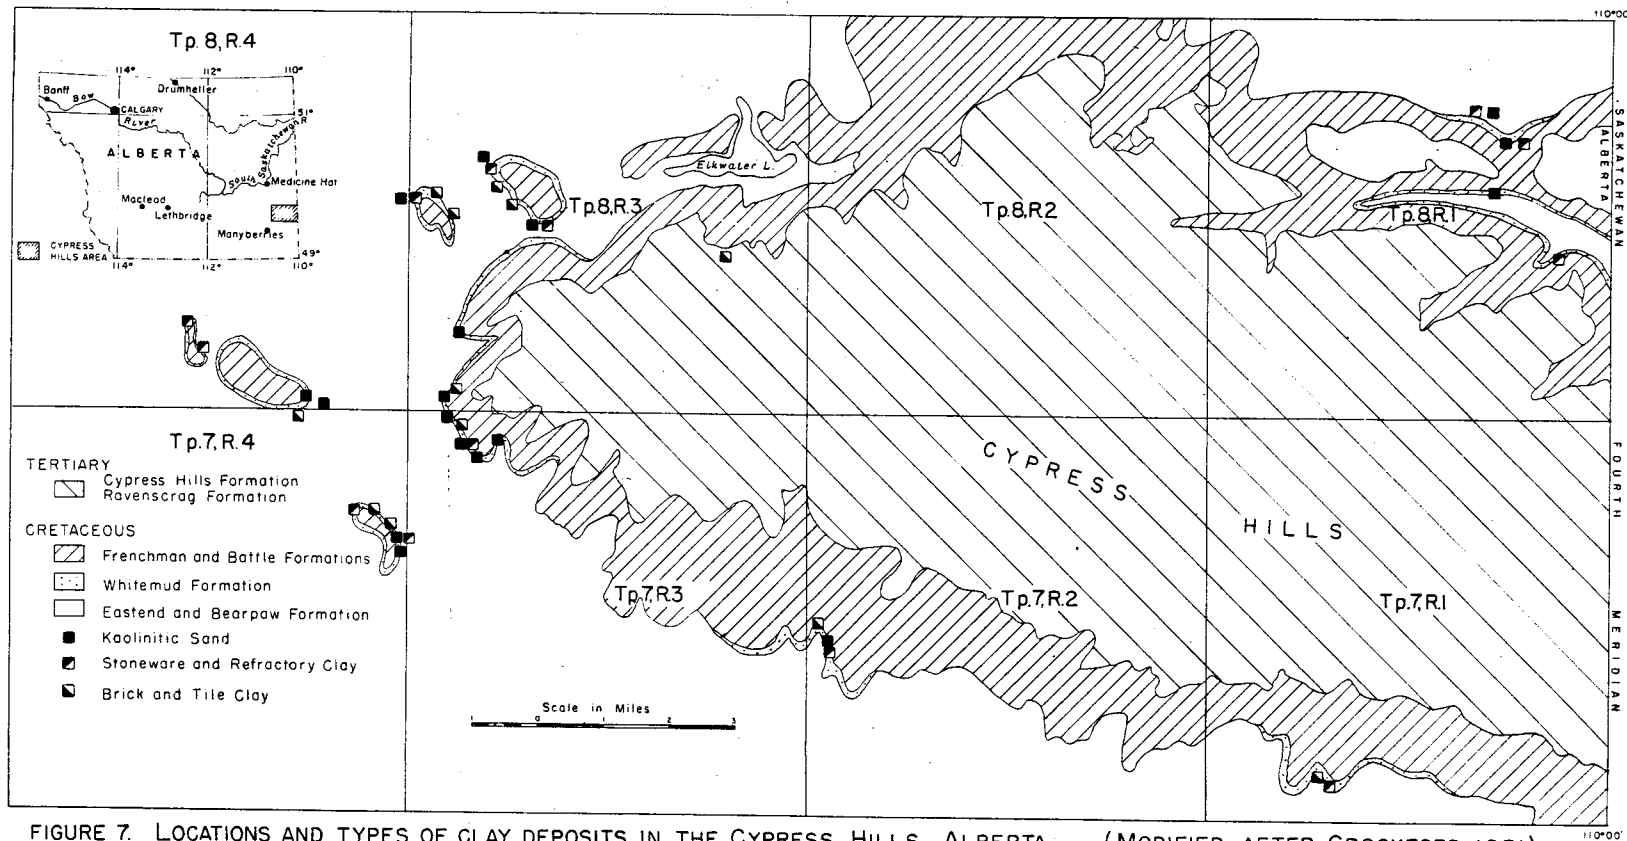 110°00'
Tp. 8, R.4
114°
112°
110°
Banff
Bow
Drumheller
CALGARY
River
51°
ALBERTA
South Saskatchewan R
Medicine Hat
Macleod
Lethbridge
Manyberries
CYPRESS
HILLS AREA
49°
114°
112°
110°
Elkwater L.
Tp.8,R.3
Tp.8,R.2
Tp.8,R.1
SASKATCHEWAN
ALBERTA
Tp.7,R.4
TERTIARY
Cypress Hills Formation
Ravenscrag Formation
CRETACEOUS
Frenchman and Battle Formations
Whitemud Formation
Eastend and Bearpaw Formation
Kaolinitic Sand
Stoneware and Refractory Clay
Brick and Tile Clay
CYPRESS
HILLS
FOURTH
MERIDIAN
Tp.7,R.3
Tp.7,R.2
Tp.7,R.1
Scale in Miles
1 0 1 2 3
FIGURE 7. LOCATIONS AND TYPES OF CLAY DEPOSITS IN THE CYPRESS HILLS, ALBERTA
110°00'